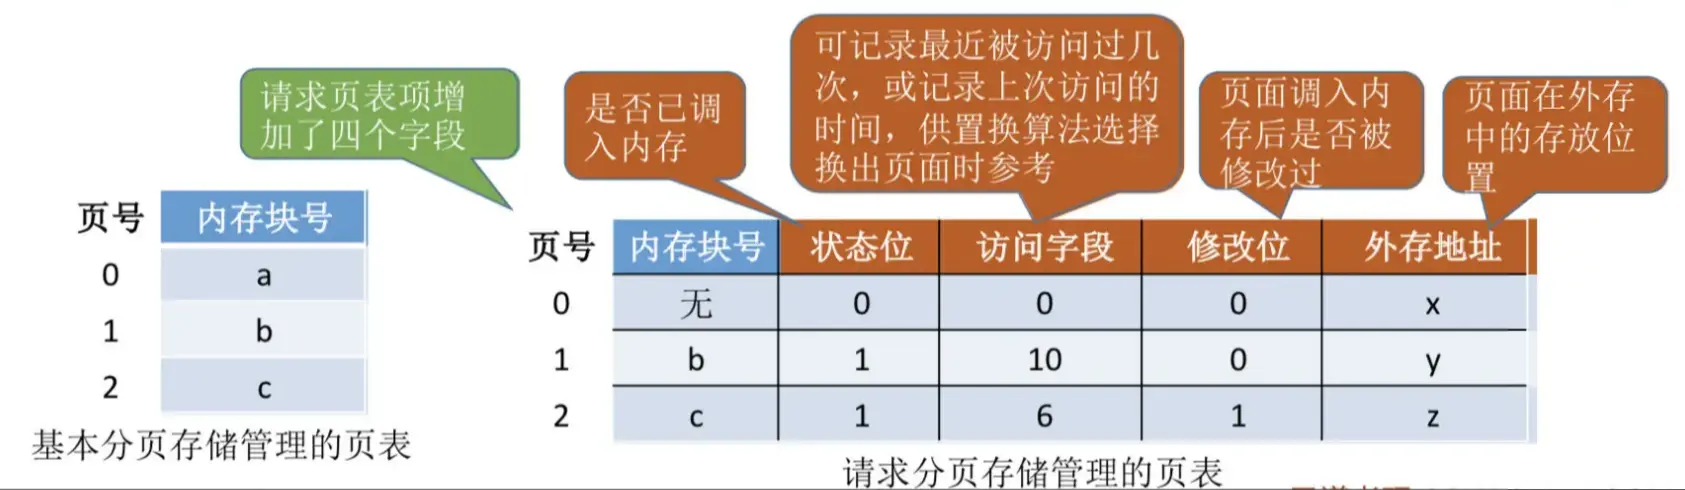 可记录最近被访问过几
次，或记录上次访问的
时间，供置换算法选择
换出页面时参考
请求页表项增
加了四个字段
是否已调
入内存
页面调入内
存后是否被
修改过
页面在外存
中的存放位
置
页号 内存块号
0 a
1 b
2 c
基本分页存储管理的页表
页号 内存块号 状态位 访问字段 修改位 外存地址
0 无 0 0 0 x
1 b 1 10 0 y
2 c 1 6 1 z
请求分页存储管理的页表